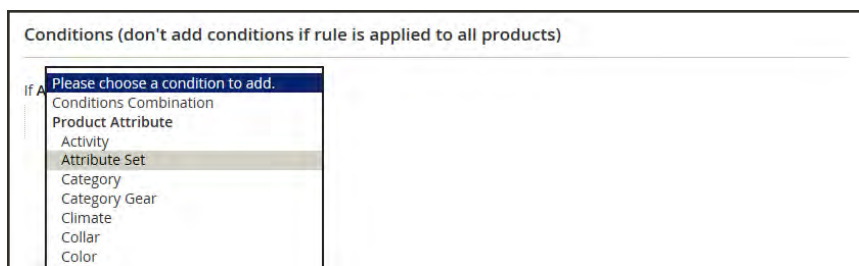 Conditions (don't add conditions if rule is applied to all products)
If A
Please choose a condition to add.
Conditions Combination
Product Attribute
Activity
Attribute Set
Category
Category Gear
Climate
Collar
Color